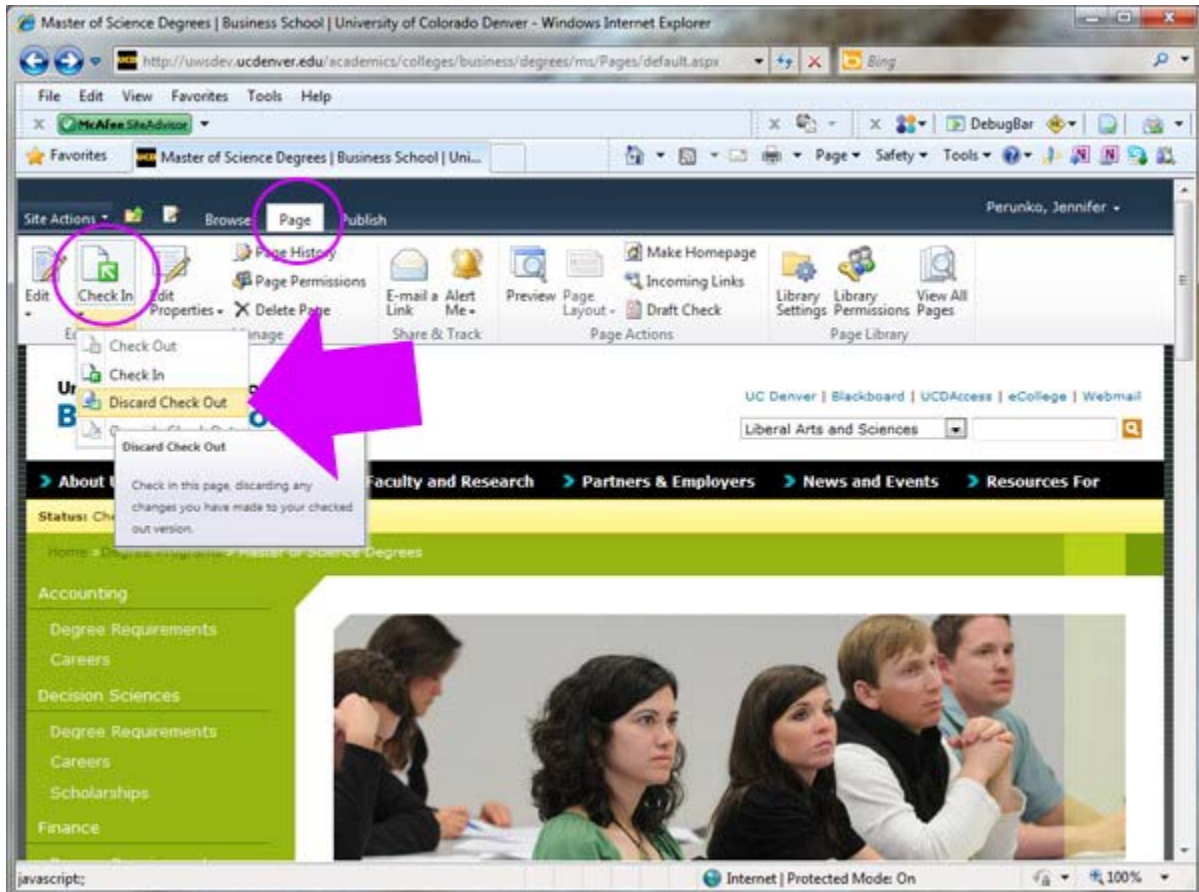 Master of Science Degrees | Business School | University of Colorado Denver - Windows Internet Explorer
http://uwsdev.ucdenver.edu/academics/colleges/business/degrees/ms/Pages/default.aspx Bing
File Edit View Favorites Tools Help
X McAfee SiteAdvisor x X DebugBar
Favorites Master of Science Degrees | Business School | Uni... Page Safety Tools
Site Actions Browse Page Publish Perunko, Jennifer
Edit Check In Edit Properties
Page History
Page Permissions
Delete Page
E-mail a Link Alert Me
Preview Page Layout
Make Homepage
Incoming Links
Draft Check
Library Settings Library Permissions View All Pages
Share & Track Page Actions Page Library
Check Out
Check In
Discard Check Out
Discard Check Out
Check in this page, discarding any
changes you have made to your checked
out version.
UC Denver | Blackboard | UCDAccess | eCollege | Webmail
Liberal Arts and Sciences
About Faculty and Research Partners & Employers News and Events Resources For
Status:
Home » Degree Programs > Master of Science Degrees
Accounting
Degree Requirements
Careers
Decision Sciences
Degree Requirements
Careers
Scholarships
Finance
javascript:; Internet | Protected Mode: On 100%